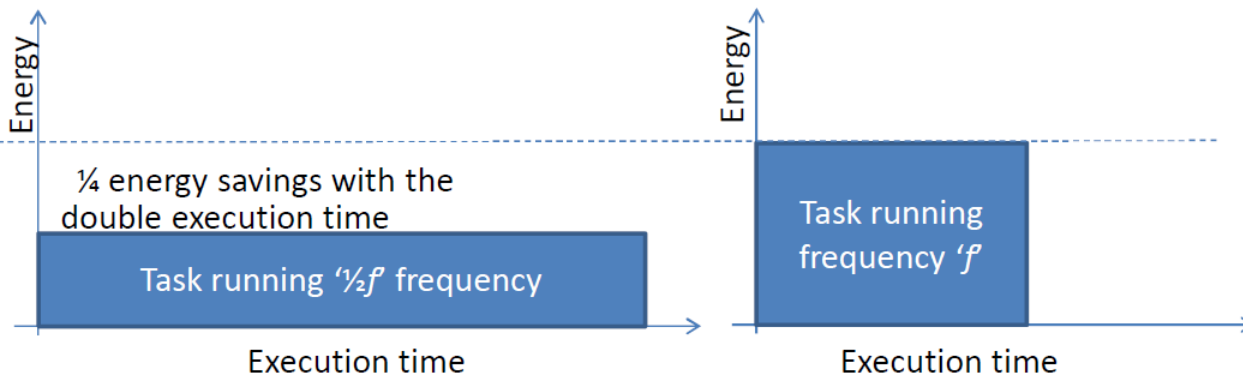 Energy
¼ energy savings with the
double execution time
Task running ‘½f’ frequency
Execution time
Energy
Task running
frequency ‘f’
Execution time